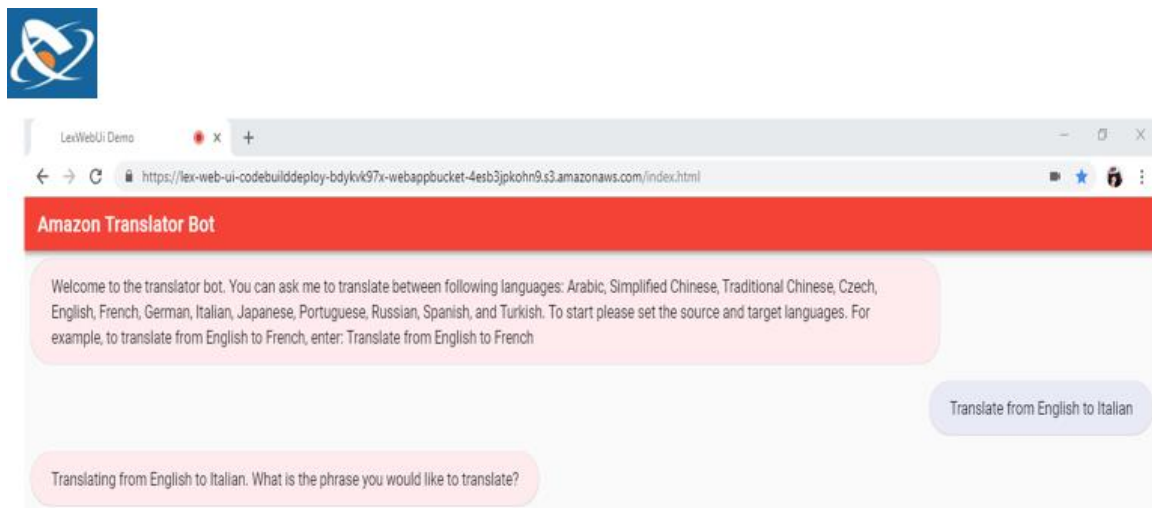 LexWebUi Demo
https://lex-web-ui-codebuilddeploy-bdykvk97x-webappbucket-4esb3jpkohn9.s3.amazonaws.com/index.html
Amazon Translator Bot
Welcome to the translator bot. You can ask me to translate between following languages: Arabic, Simplified Chinese, Traditional Chinese, Czech,
English, French, German, Italian, Japanese, Portuguese, Russian, Spanish, and Turkish. To start please set the source and target languages. For
example, to translate from English to French, enter: Translate from English to French
Translate from English to Italian
Translating from English to Italian. What is the phrase you would like to translate?